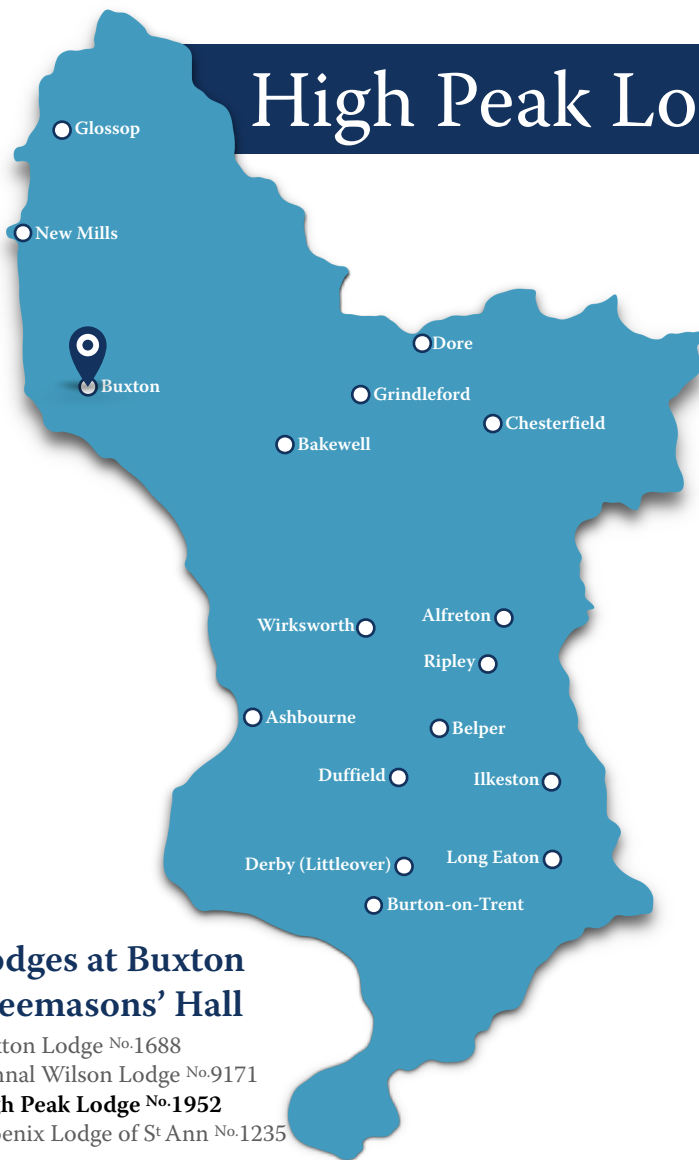 High Peak Lo
Glossop
New Mills
Dore
Buxton
Grindleford
Chesterfield
Bakewell
Alfreton
Wirksworth
Ripley
Ashbourne
Belper
Duffield
Ilkeston
Long Eaton
Derby (Littleover)
Burton-on-Trent
odges at Buxton
eemasons’ Hall
ton Lodge No.1688
nnal Wilson Lodge No.9171
gh Peak Lodge No.1952
oenix Lodge of St Ann No.1235